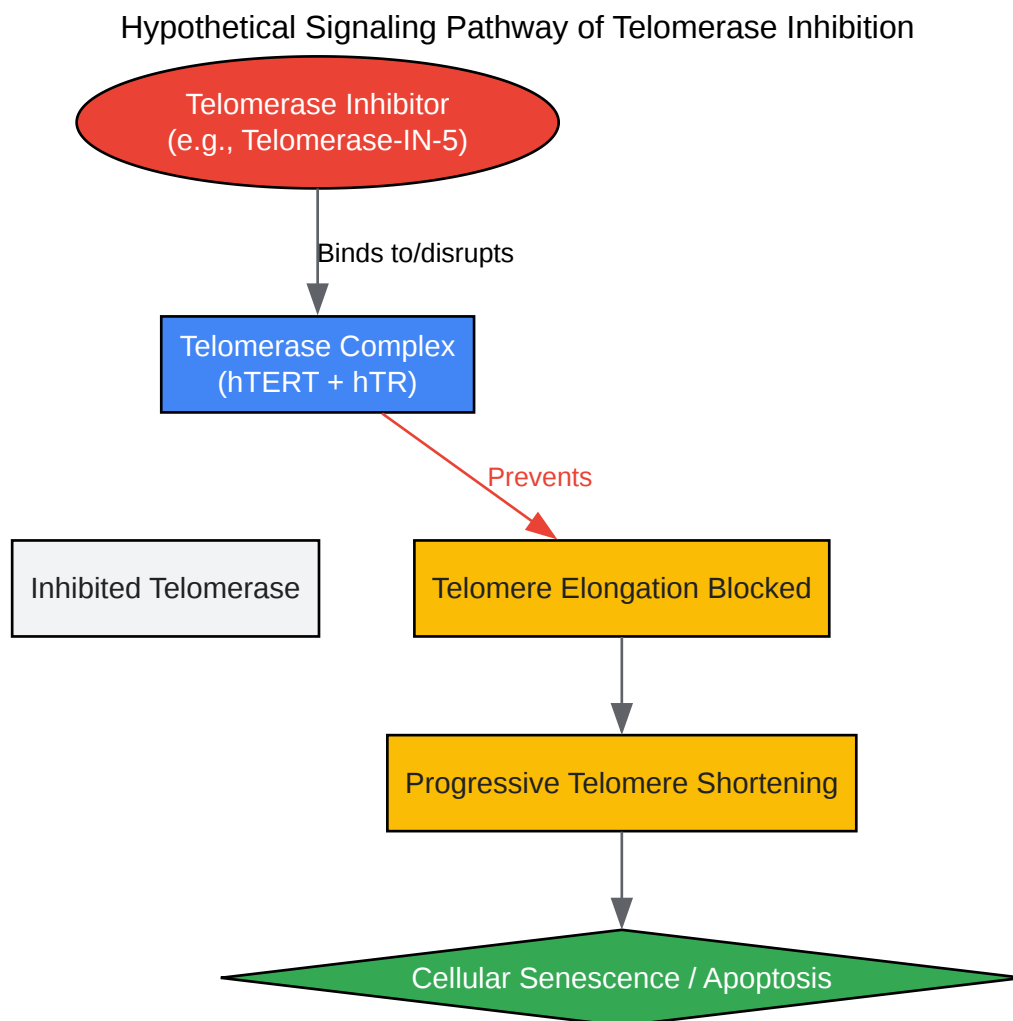 Hypothetical Signaling Pathway of Telomerase Inhibition
Telomerase Inhibitor
(e.g., Telomerase-IN-5)
Binds to/disrupts
Telomerase Complex
(hTERT + hTR)
Prevents
Inhibited Telomerase
Telomere Elongation Blocked
Progressive Telomere Shortening
Cellular Senescence / Apoptosis